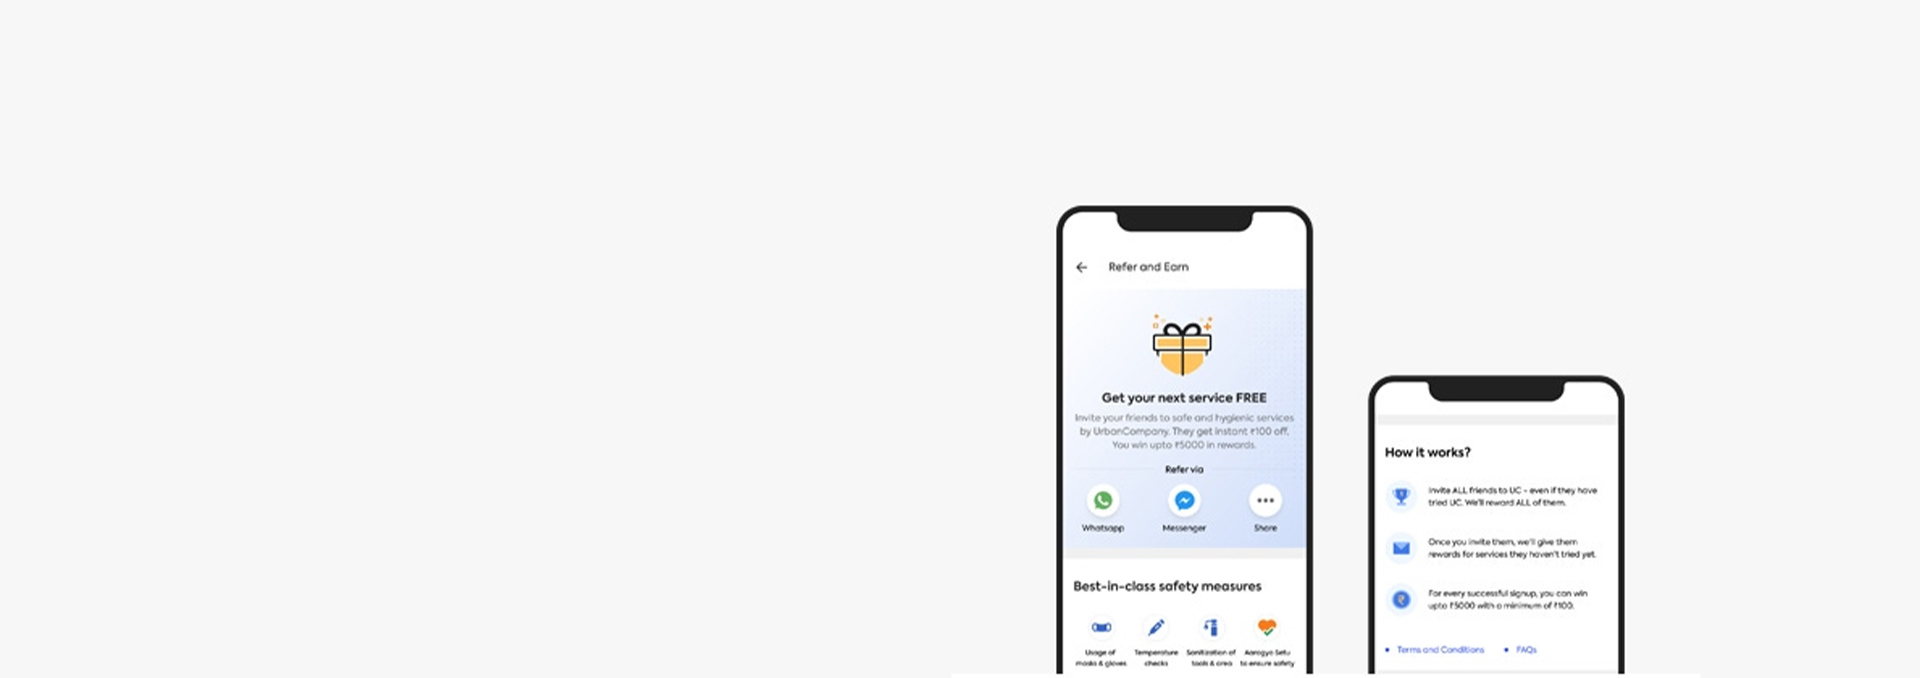 Refer and Earn
Get your next service FREE
Invite your friends to safe and hygienic services
by UrbanCompany. They get instant ₹100 off.
You win upto ₹5000 in rewards.
Refer via
Whatsapp
Messenger
Share
Best-in-class safety measures
Usage of
masks & gloves
Temperature
checks
Sanitization of
tools & area
Aarogya Setu
to ensure safety
How it works?
Invite ALL friends to UC - even if they have
tried UC. We'll reward ALL of them.
Once you invite them, we'll give them
rewards for services they haven't tried yet.
For every successful signup, you can win
upto ₹5000 with a minimum of ₹100.
Terms and Conditions
FAQs